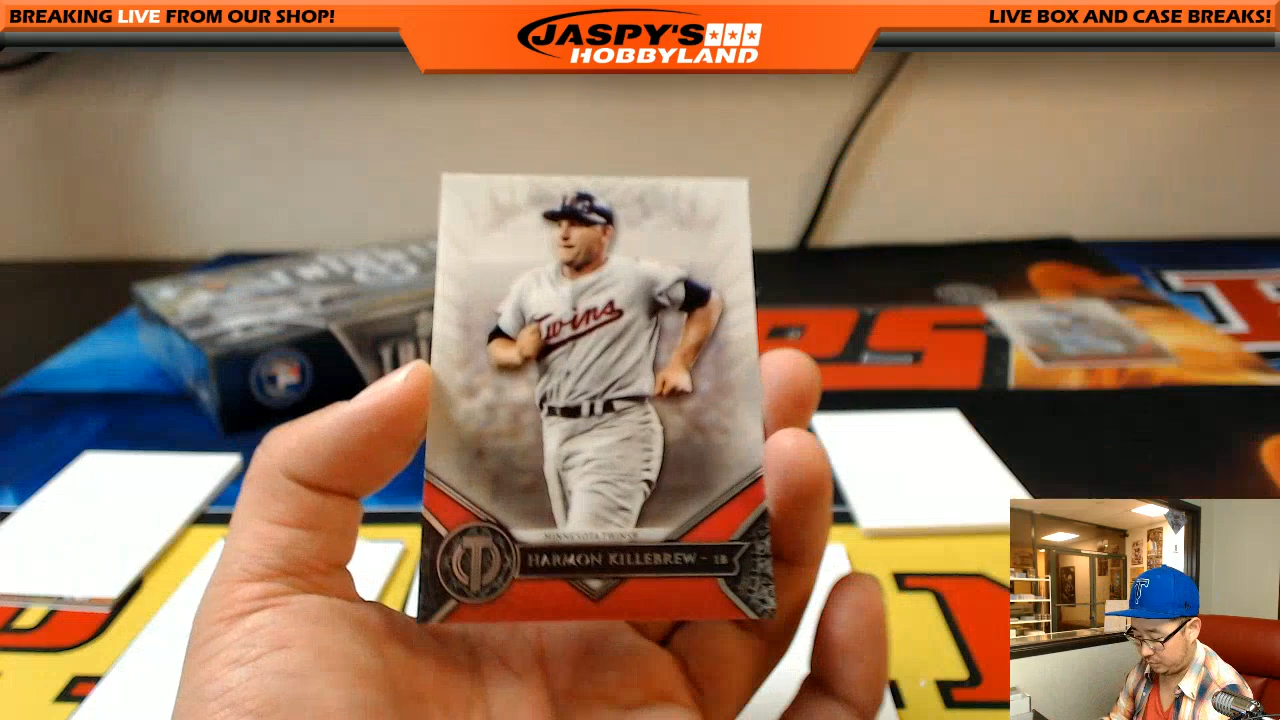 BREAKING LIVE FROM OUR SHOP!
JASPY'S
HOBBYLAND
LIVE BOX AND CASE BREAKS!
Twins
MINNESOTA TWINS
HARMON KILLEBREW - 1B